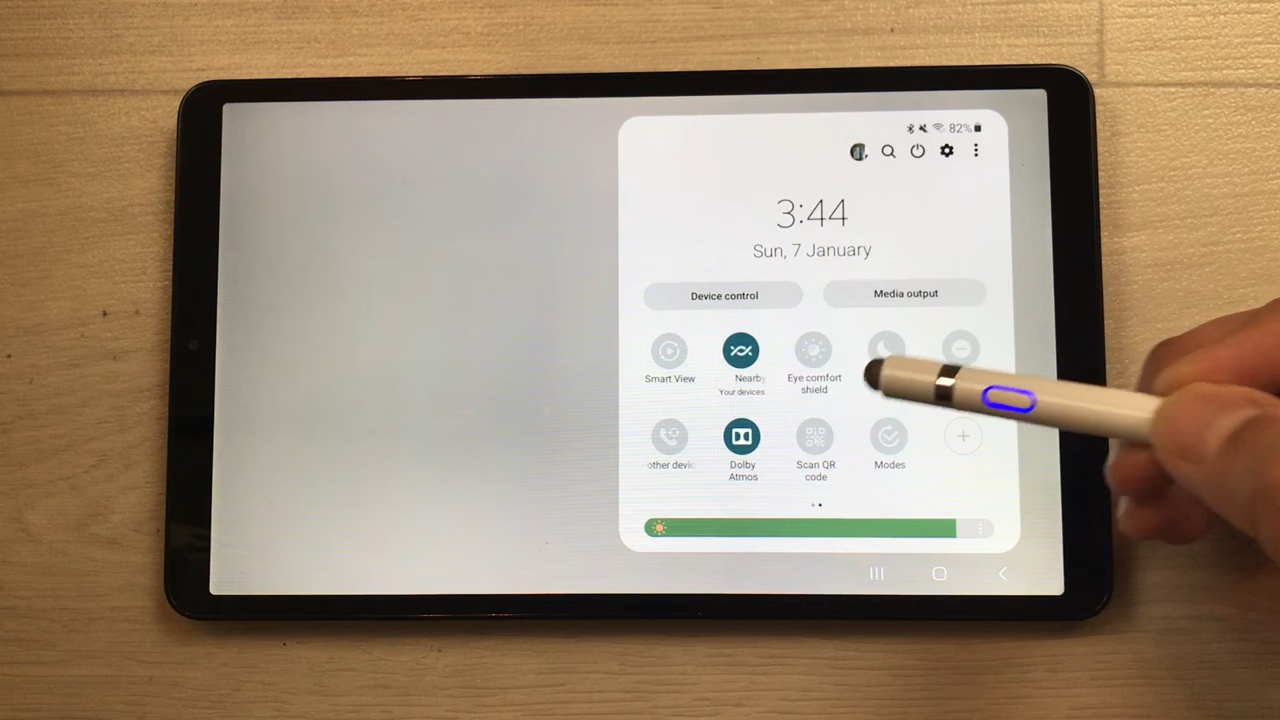 82%
3:44
Sun, 7 January
Device control
Media output
Smart View
Nearby
Your devices
Eye comfort
shield
other devic
Dolby
Atmos
Scan QR
code
Modes